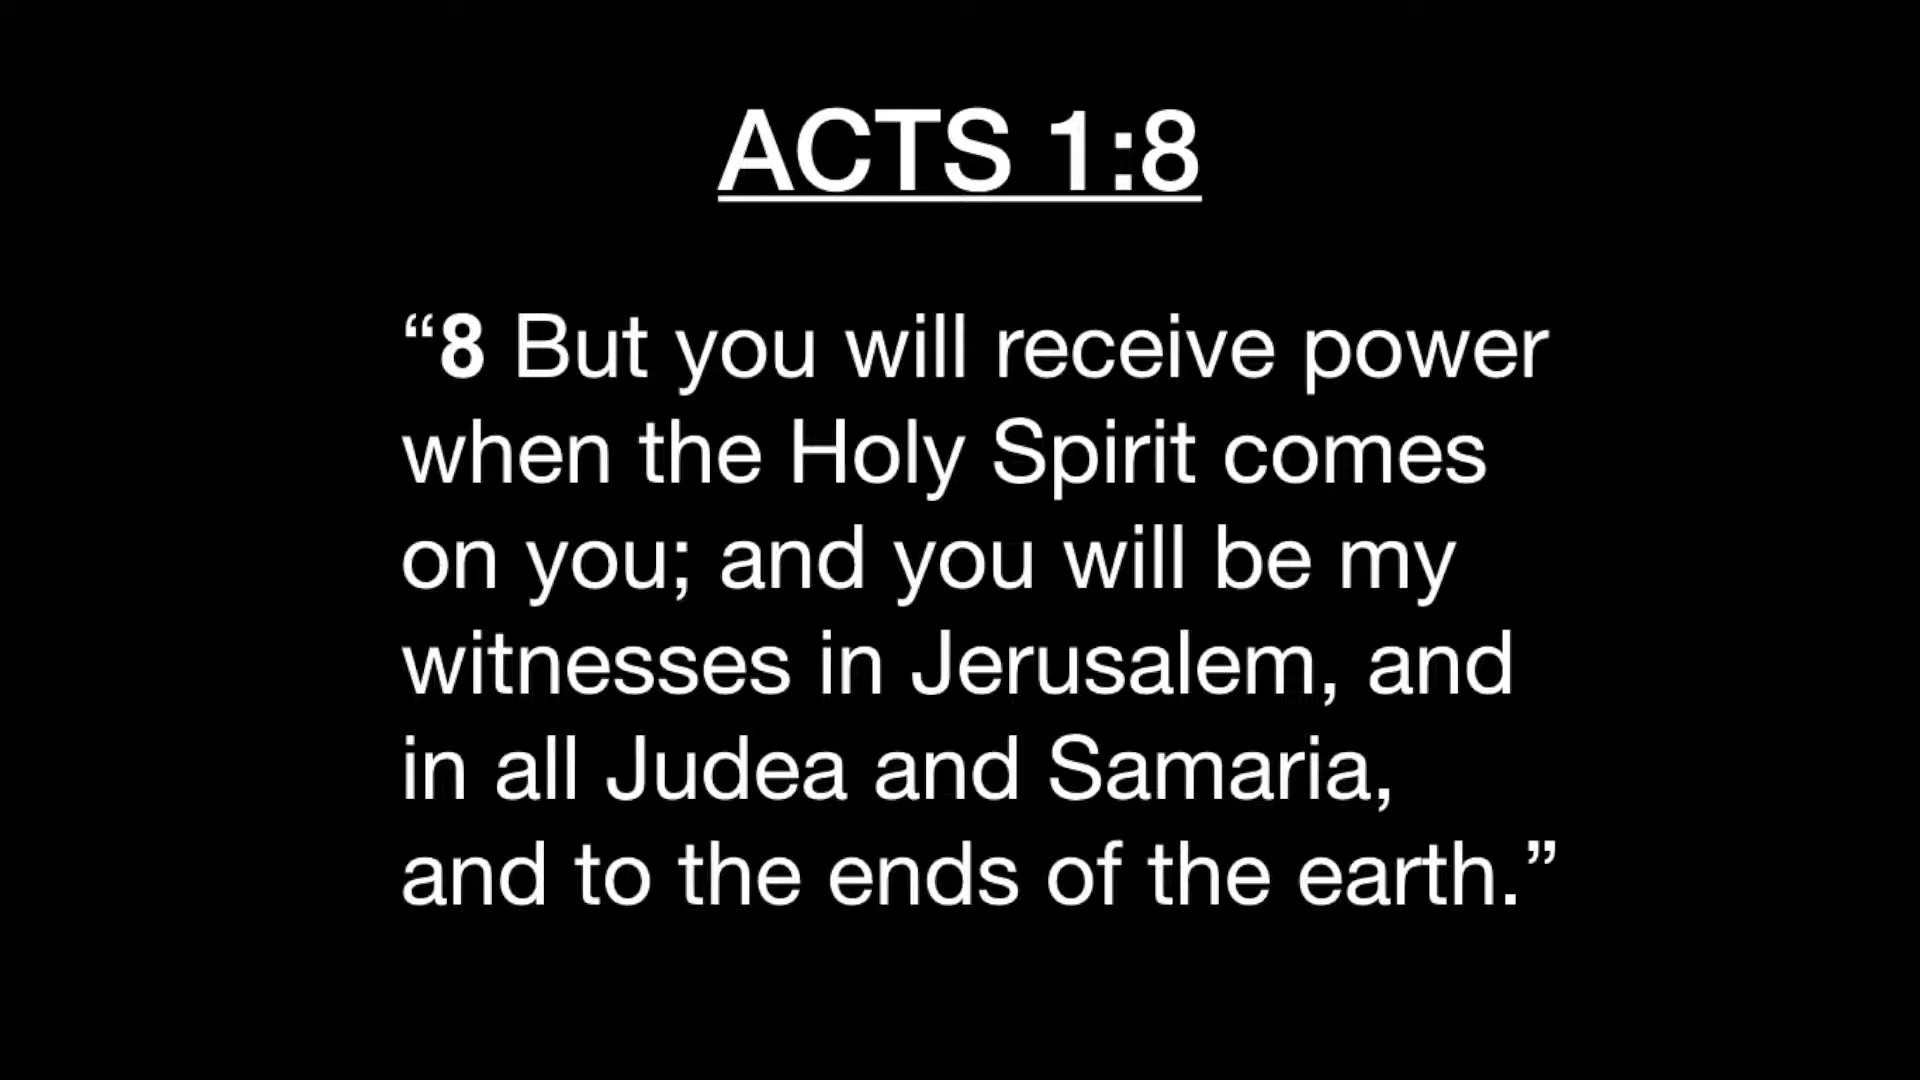 ACTS 1:8
“8 But you will receive power
when the Holy Spirit comes
on you; and you will be my
witnesses in Jerusalem, and
in all Judea and Samaria,
and to the ends of the earth.”